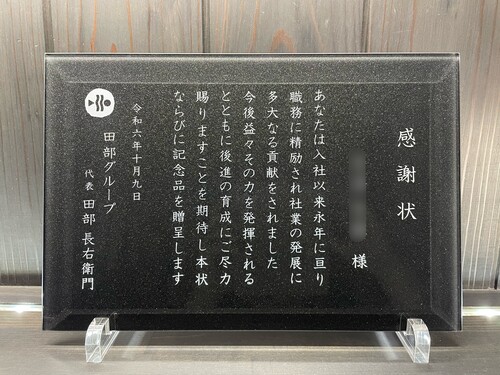 感謝状
様
あなたは入社以来永年に亘り
職務に精励され社業の発展に
多大なる貢献をされました
今後益々その力を発揮される
とともに後進の育成にご尽力
賜りますことを期待し本状
ならびに記念品を贈呈します
令和六年十月九日
田部グループ
代表 田部 長右衛門